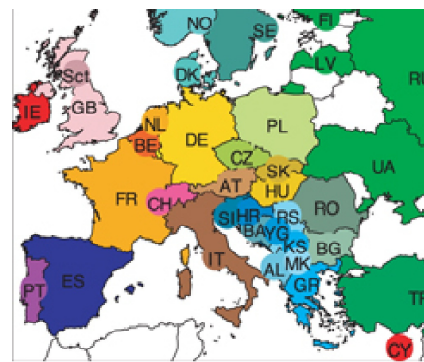 NO
SE
FI
LV
RU
Sct
DK
GB
IE
NL
BE
DE
PL
CZ
UA
SK
FR
CH
AT
HU
SI
HR
RS
RO
BA
YG
KS
BG
PT
ES
IT
AL
MK
GR
TR
CY